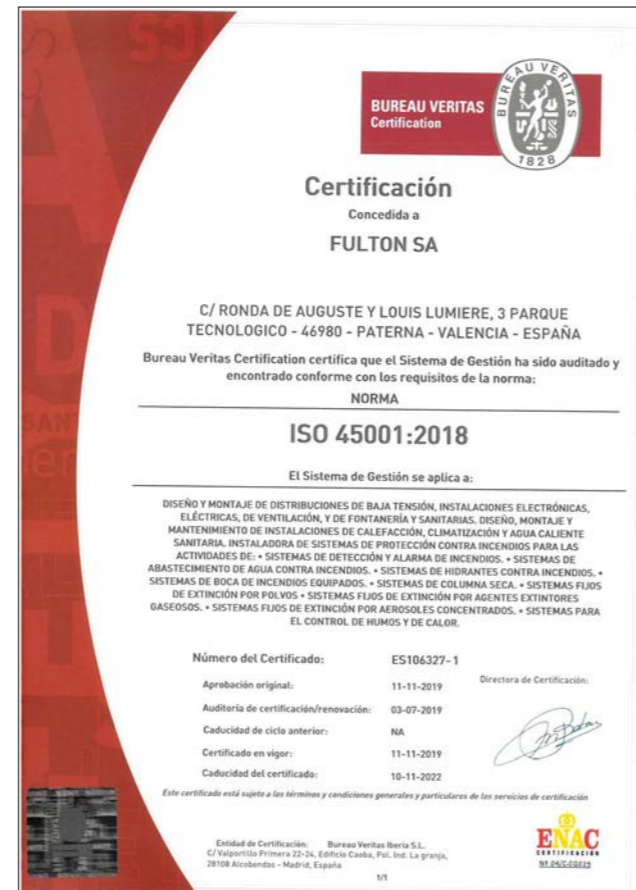 BUREAU VERITAS
Certification
BUREAU VERITAS
1828
Certificación
Concedida a
FULTON SA
C/ RONDA DE AUGUSTE Y LOUIS LUMIERE, 3 PARQUE
TECNOLOGICO - 46980 - PATERNA - VALENCIA - ESPAÑA
Bureau Veritas Certification certifica que el Sistema de Gestión ha sido auditado y
encontrado conforme con los requisitos de la norma:
NORMA
ISO 45001:2018
El Sistema de Gestión se aplica a:
DISEÑO Y MONTAJE DE DISTRIBUCIONES DE BAJA TENSIÓN, INSTALACIONES ELECTRÓNICAS,
ELÉCTRICAS, DE VENTILACIÓN, Y DE FONTANERÍA Y SANITARIAS. DISEÑO, MONTAJE Y
MANTENIMIENTO DE INSTALACIONES DE CALEFACCIÓN, CLIMATIZACIÓN Y AGUA CALIENTE
SANITARIA. INSTALADORA DE SISTEMAS DE PROTECCIÓN CONTRA INCENDIOS PARA LAS
ACTIVIDADES DE: • SISTEMAS DE DETECCIÓN Y ALARMA DE INCENDIOS. • SISTEMAS DE
ABASTECIMIENTO DE AGUA CONTRA INCENDIOS. • SISTEMAS DE HIDRANTES CONTRA INCENDIOS. •
SISTEMAS DE BOCA DE INCENDIOS EQUIPADOS. • SISTEMAS DE COLUMNA SECA. • SISTEMAS FIJOS
DE EXTINCIÓN POR POLVOS • SISTEMAS FIJOS DE EXTINCIÓN POR AGENTES EXTINTORES
GASEOSOS. • SISTEMAS FIJOS DE EXTINCIÓN POR AEROSOLES CONCENTRADOS. • SISTEMAS PARA
EL CONTROL DE HUMOS Y DE CALOR.
Número del Certificado: ES106327-1
Aprobación original: 11-11-2019 Directora de Certificación:
Auditoría de certificación/renovación: 03-07-2019
Caducidad de ciclo anterior: NA
Certificado en vigor: 11-11-2019
Caducidad del certificado: 10-11-2022
Este certificado está sujeto a los términos y condiciones generales y particulares de los servicios de certificación
Entidad de Certificación: Bureau Veritas Iberia S.L.
C/ Valportillo Primera 22-24, Edificio Caoba, Pol. Ind. La granja,
28108 Alcobendas - Madrid, España
1/1
ENAC
CERTIFICACIÓN